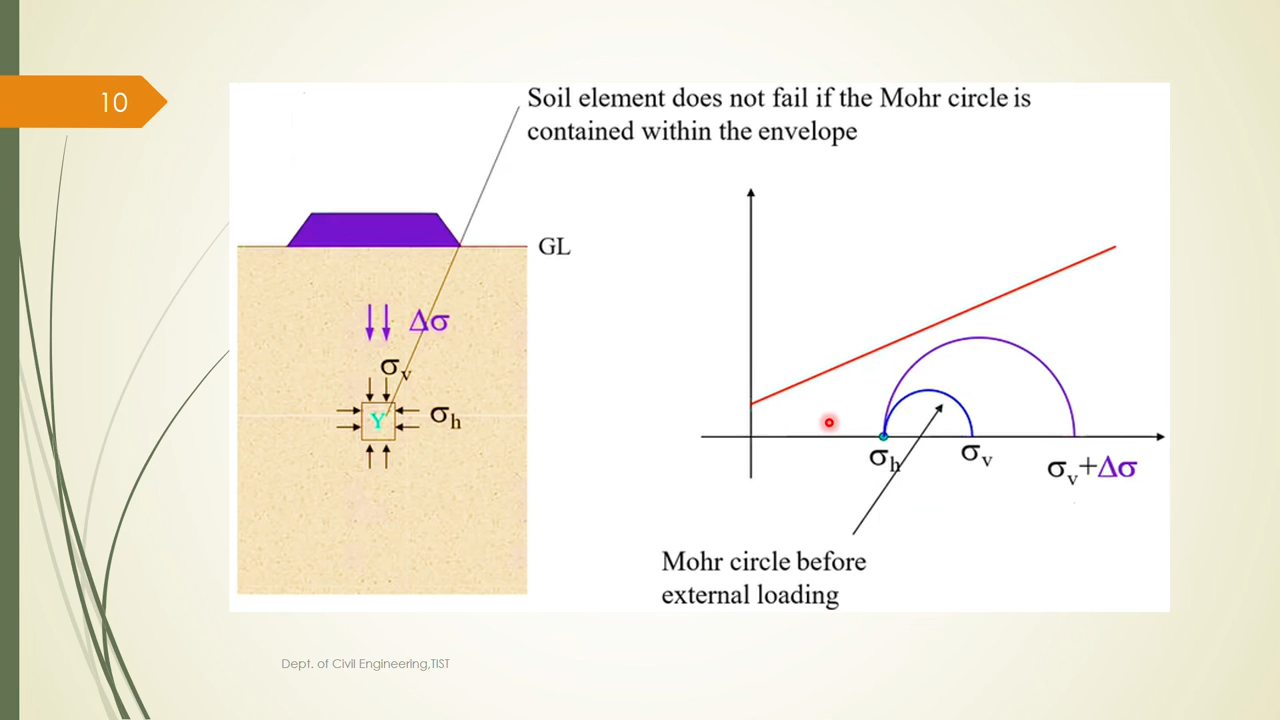 10
Soil element does not fail if the Mohr circle is
contained within the envelope
GL
Δσ
σv
Y
σh
σh
σv
σv+Δσ
Mohr circle before
external loading
Dept. of Civil Engineering,TIST